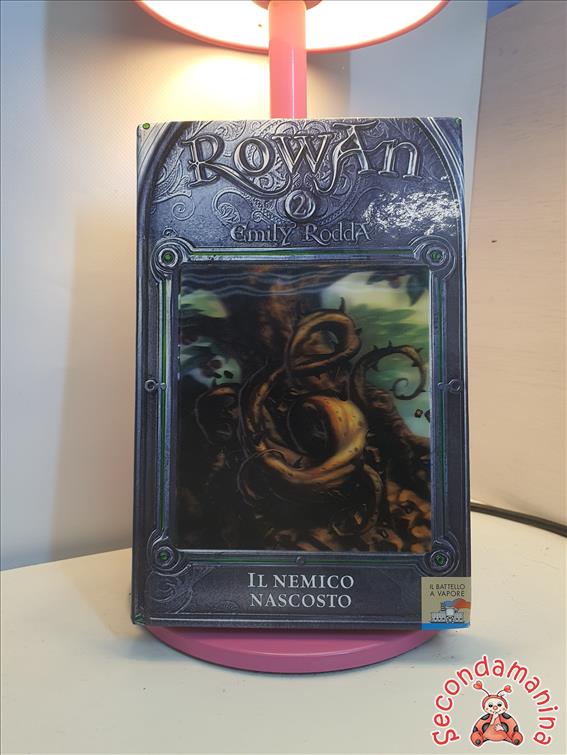 Rowan
2
Emily Rodda
IL NEMICO
NASCOSTO
IL BATTELLO
A VAPORE
Secondamanina